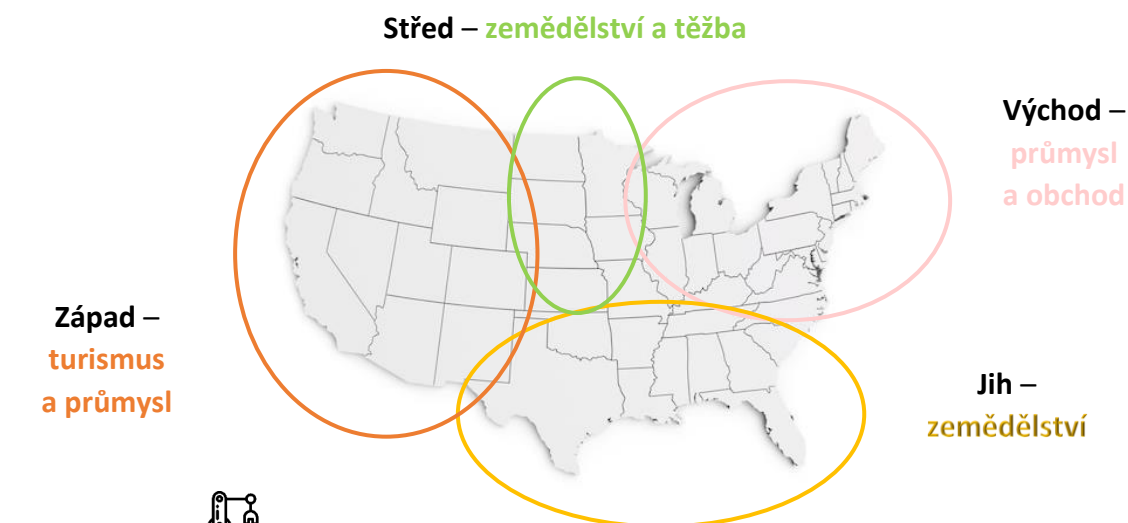 Střed – zemědělství a těžba
Východ –
průmysl
a obchod
Západ –
turismus
a průmysl
Jih –
zemědělství